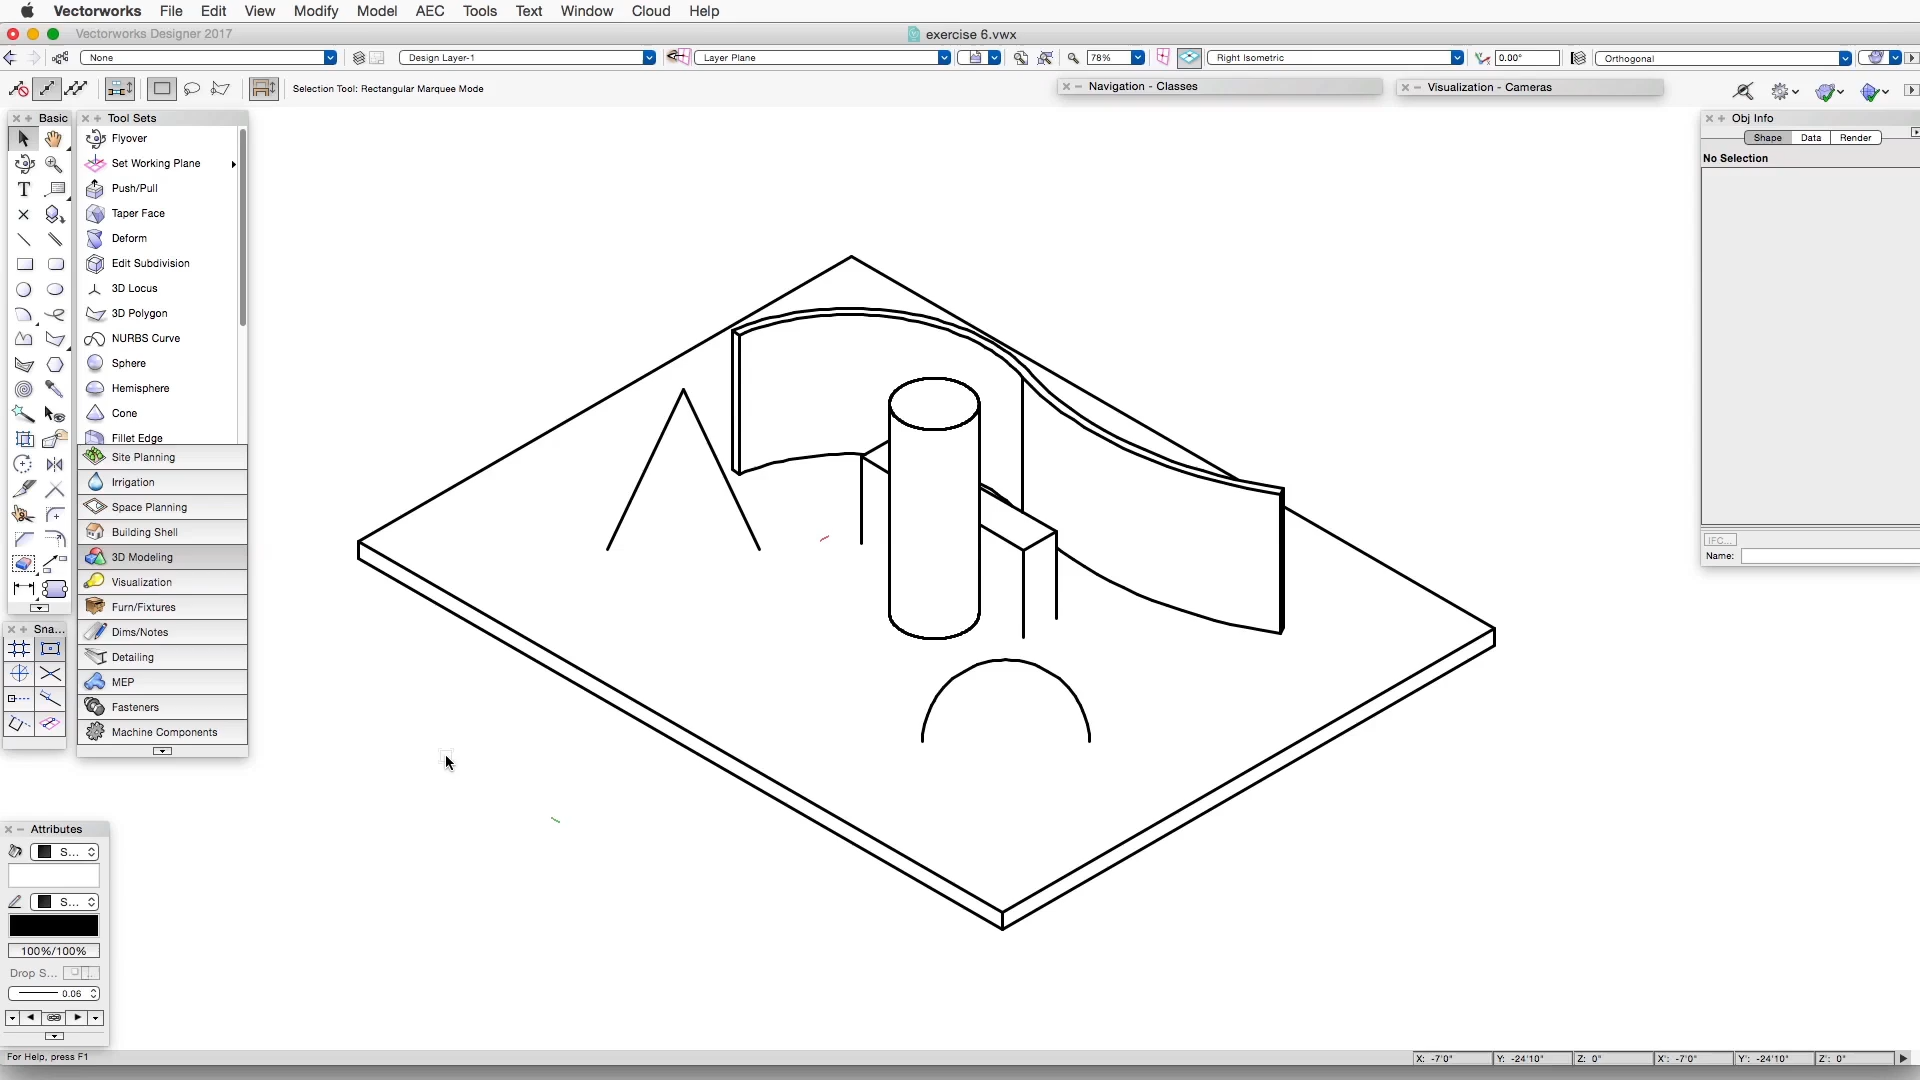 Vectorworks File Edit View Modify Model AEC Tools Text Window Cloud Help
Vectorworks Designer 2017
exercise 6.vwx
None
Design Layer-1
Layer Plane
78%
Right Isometric
0.00°
Orthogonal
Selection Tool: Rectangular Marquee Mode
Navigation - Classes
Visualization - Cameras
Basic
Tool Sets
Flyover
Set Working Plane
Push/Pull
Taper Face
Deform
Edit Subdivision
3D Locus
3D Polygon
NURBS Curve
Sphere
Hemisphere
Cone
Fillet Edge
Site Planning
Irrigation
Space Planning
Building Shell
3D Modeling
Visualization
Furn/Fixtures
Dims/Notes
Detailing
MEP
Fasteners
Machine Components
Sna...
Obj Info
Shape Data Render
No Selection
IFC...
Name:
Attributes
S...
S...
100%/100%
Drop S...
0.06
For Help, press F1
X: -7'0" Y: -24'10" Z: 0" X': -7'0" Y': -24'10" Z': 0"